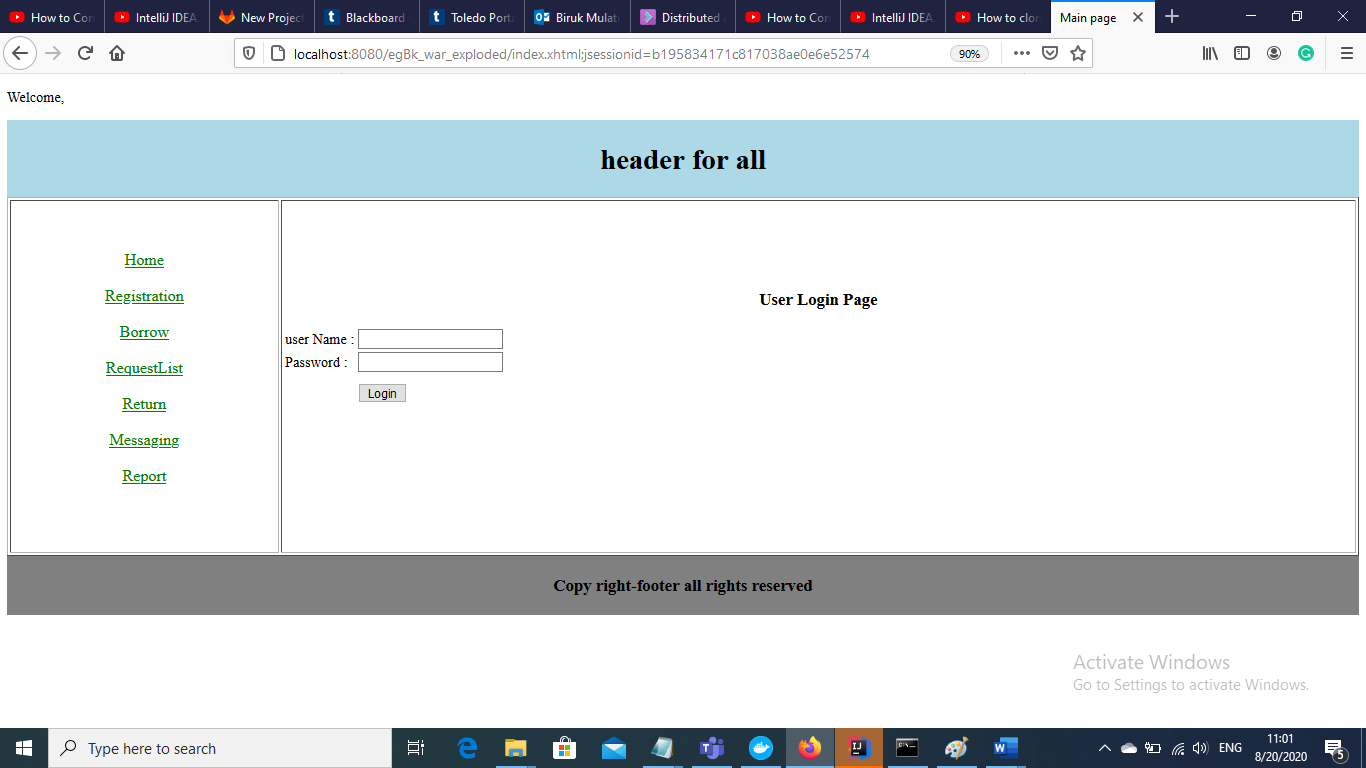 How to Con
IntelliJ IDEA
New Project
Blackboard
Toledo Port
Biruk Mulat
Distributed
How to Con
IntelliJ IDEA
How to clon
Main page
localhost:8080/egBk_war_exploded/index.xhtml;jsessionid=b195834171c817038ae0e6e52574
90%
Welcome,
header for all
Home
Registration
Borrow
RequestList
Return
Messaging
Report
User Login Page
user Name :
Password :
Login
Copy right-footer all rights reserved
Activate Windows
Go to Settings to activate Windows.
Type here to search
ENG
11:01
8/20/2020
5